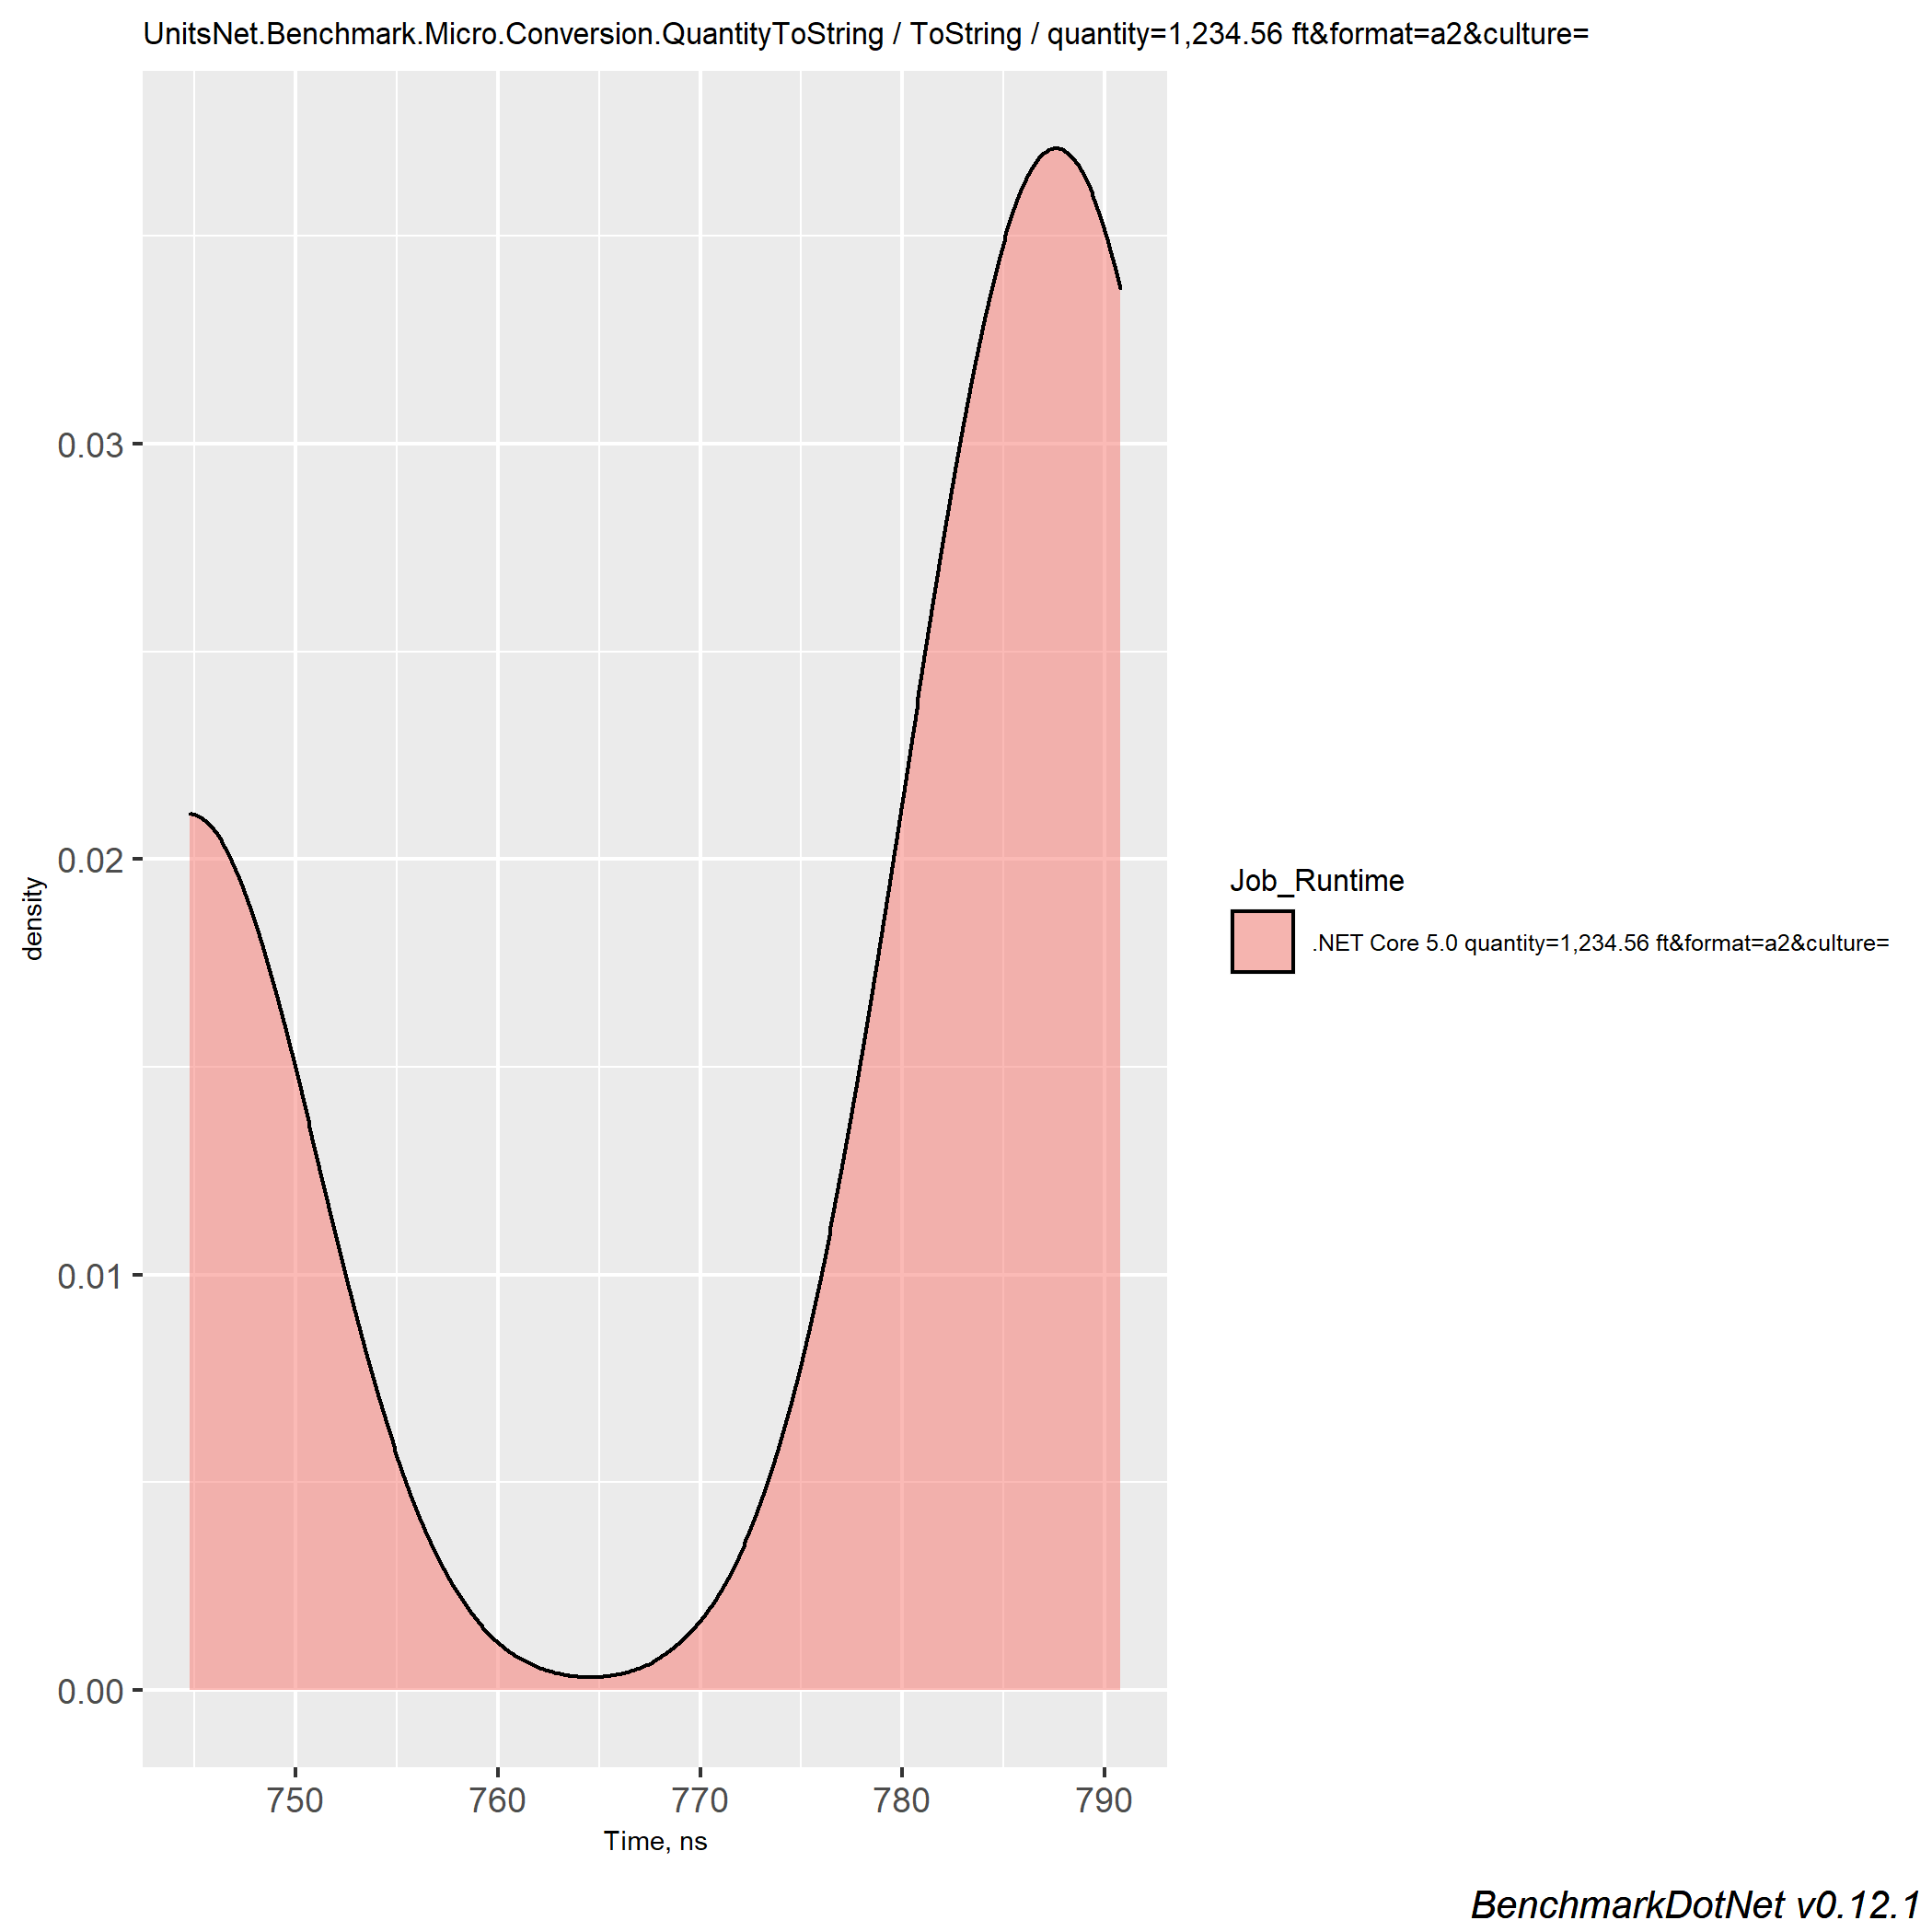 UnitsNet.Benchmark.Micro.Conversion.QuantityToString / ToString / quantity=1,234.56 ft&format=a2&culture=
0.03
0.02
0.01
0.00
density
750 760 770 780 790
Time, ns
Job_Runtime
.NET Core 5.0 quantity=1,234.56 ft&format=a2&culture=
BenchmarkDotNet v0.12.1